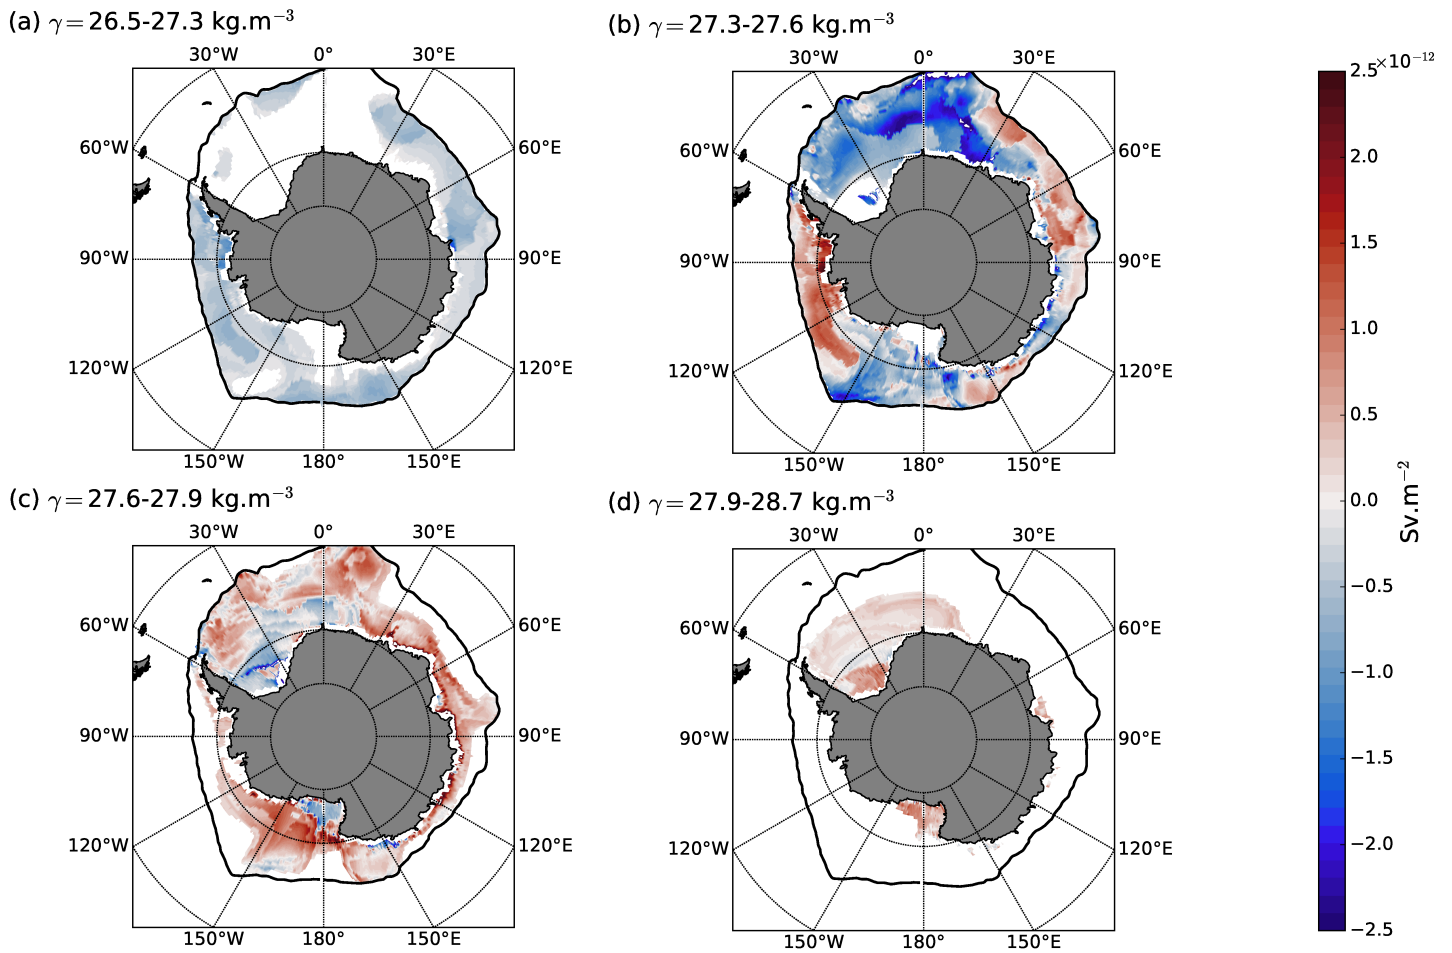 (a) γ = 26.5-27.3 kg.m⁻³
30°W 0° 30°E
60°W 60°E
90°W 90°E
120°W 120°E
150°W 180° 150°E
(b) γ = 27.3-27.6 kg.m⁻³
30°W 0° 30°E
60°W 60°E
90°W 90°E
120°W 120°E
150°W 180° 150°E
(c) γ = 27.6-27.9 kg.m⁻³
30°W 0° 30°E
60°W 60°E
90°W 90°E
120°W 120°E
150°W 180° 150°E
(d) γ = 27.9-28.7 kg.m⁻³
30°W 0° 30°E
60°W 60°E
90°W 90°E
120°W 120°E
150°W 180° 150°E
×10⁻¹²
2.5
2.0
1.5
1.0
0.5
0.0
−0.5
−1.0
−1.5
−2.0
−2.5
Sv.m⁻²